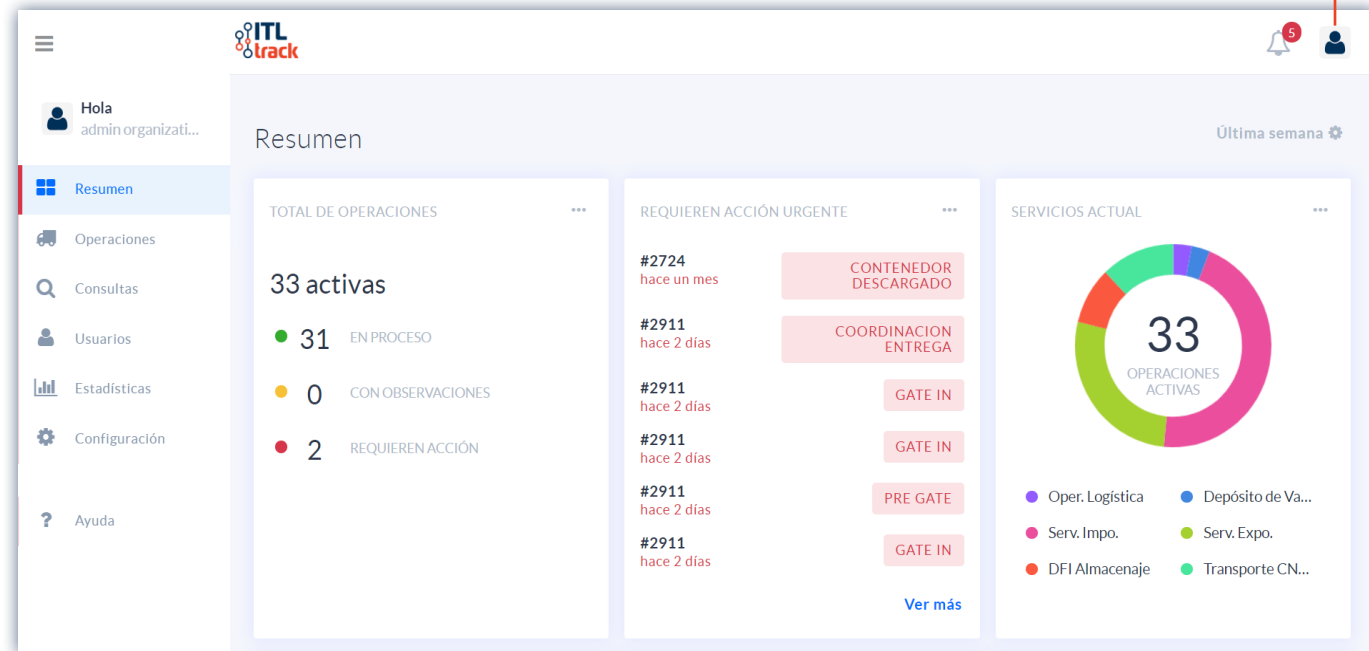 ITL
track
5
Hola
admin organizati...
Resumen
Operaciones
Consultas
Usuarios
Estadísticas
Configuración
? Ayuda
Resumen
Última semana
TOTAL DE OPERACIONES
33 activas
31 EN PROCESO
0 CON OBSERVACIONES
2 REQUIEREN ACCIÓN
REQUIEREN ACCIÓN URGENTE
#2724
hace un mes
CONTENEDOR
DESCARGADO
#2911
hace 2 días
COORDINACION
ENTREGA
#2911
hace 2 días
GATE IN
#2911
hace 2 días
GATE IN
#2911
hace 2 días
PRE GATE
#2911
hace 2 días
GATE IN
Ver más
SERVICIOS ACTUAL
33
OPERACIONES
ACTIVAS
Oper. Logística
Depósito de Va...
Serv. Impo.
Serv. Expo.
DFI Almacenaje
Transporte CN...